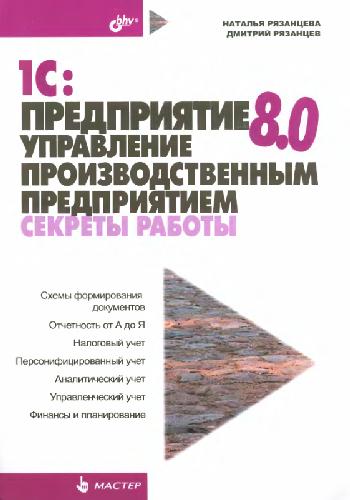 bhv®
НАТАЛЬЯ РЯЗАНЦЕВА
ДМИТРИЙ РЯЗАНЦЕВ
1С:
ПРЕДПРИЯТИЕ 8.0
УПРАВЛЕНИЕ
ПРОИЗВОДСТВЕННЫМ
ПРЕДПРИЯТИЕМ
СЕКРЕТЫ РАБОТЫ
Схемы формирования
документов
Отчетность от А до Я
Налоговый учет
Персонифицированный учет
Аналитический учет
Управленческий учет
Финансы и планирование
МАСТЕР